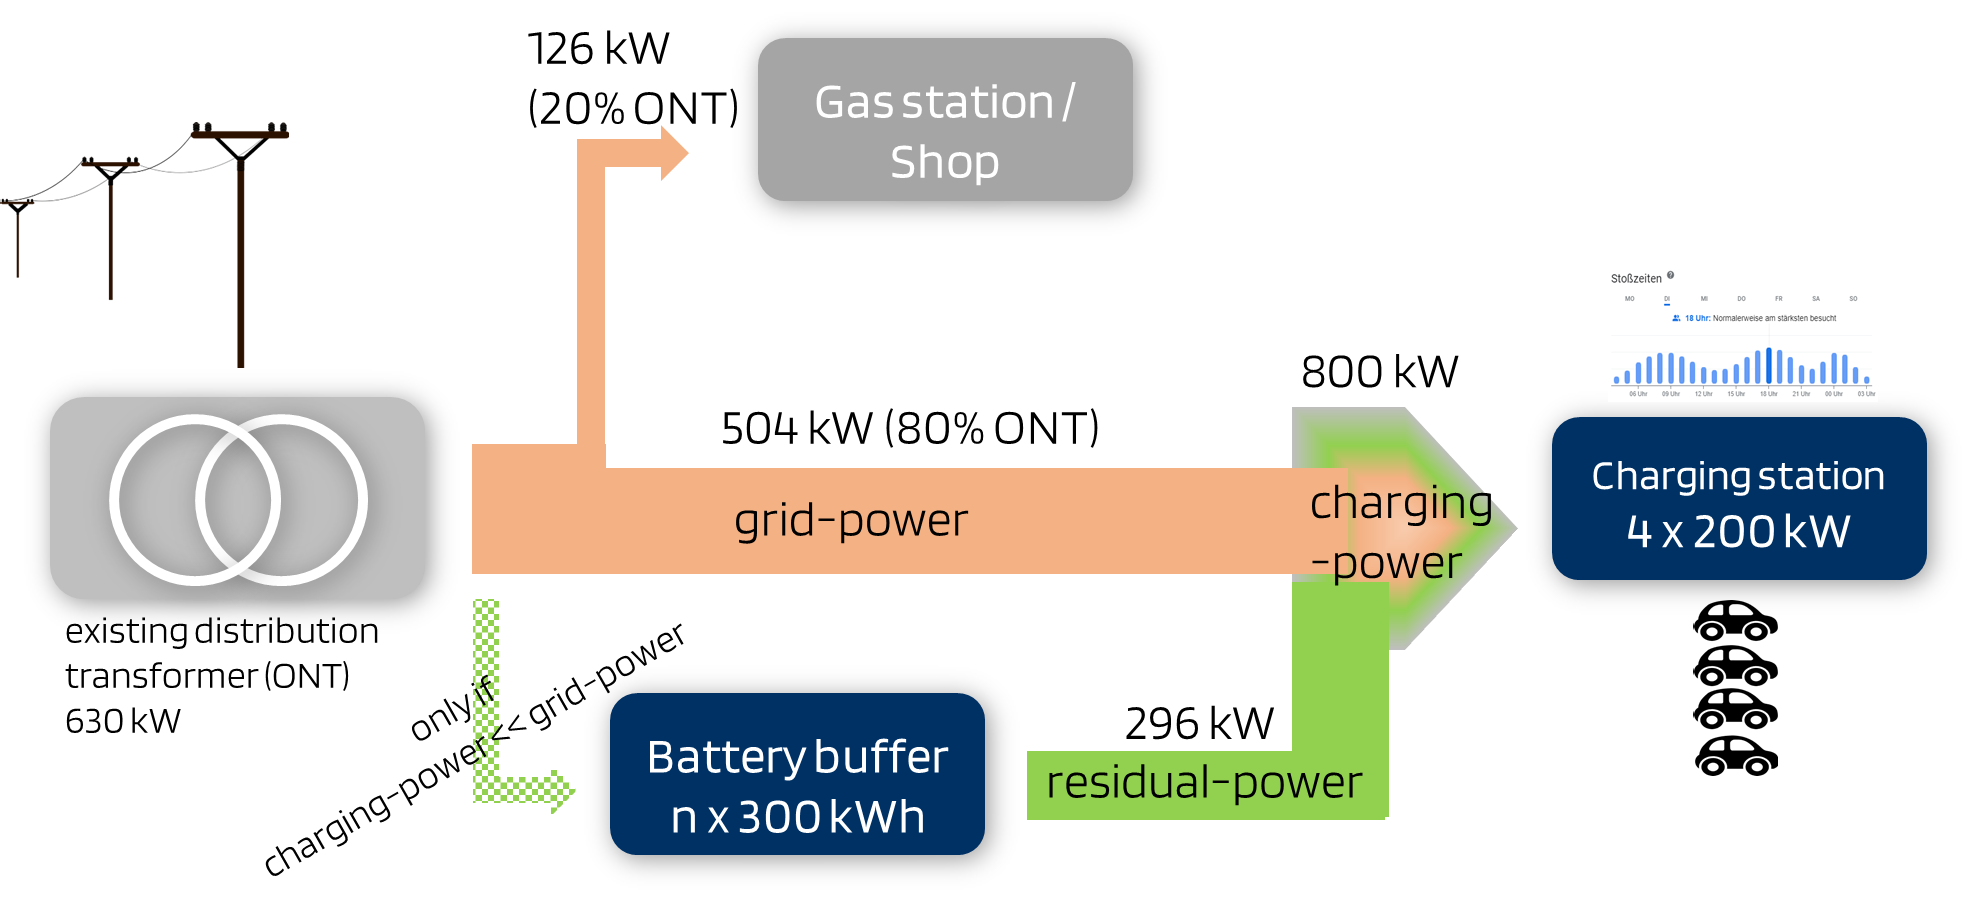 126 kW
(20% ONT)
Gas station /
Shop
Stoßzeiten
MO DI MI DO FR SA SO
18 Uhr: Normalerweise am stärksten besucht
06 Uhr 09 Uhr 12 Uhr 15 Uhr 18 Uhr 21 Uhr 00 Uhr 03 Uhr
800 kW
504 kW (80% ONT)
grid-power
charging
-power
Charging station
4 x 200 kW
existing distribution
transformer (ONT)
630 kW
only if
charging-power << grid-power
Battery buffer
n x 300 kWh
296 kW
residual-power